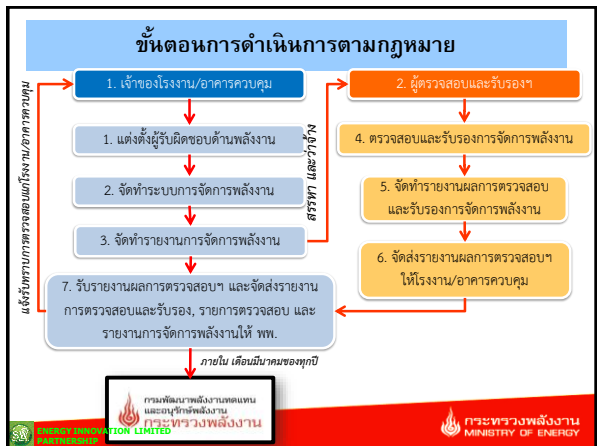 ขั้นตอนการดำเนินการตามกฎหมาย
1. เจ้าของโรงงาน/อาคารควบคุม
1. แต่งตั้งผู้รับผิดชอบด้านพลังงาน
2. จัดทำระบบการจัดการพลังงาน
3. จัดทำรายงานการจัดการพลังงาน
สรรหา และว่าจ้าง
2. ผู้ตรวจสอบและรับรองฯ
4. ตรวจสอบและรับรองการจัดการพลังงาน
5. จัดทำรายงานผลการตรวจสอบ
และรับรองการจัดการพลังงาน
6. จัดส่งรายงานผลการตรวจสอบฯ
ให้โรงงาน/อาคารควบคุม
7. รับรายงานผลการตรวจสอบฯ และจัดส่งรายงาน
การตรวจสอบและรับรอง, รายการตรวจสอบ และ
รายงานการจัดการพลังงานให้ พพ.
แจ้งรับทราบการตรวจสอบแก่โรงงาน/อาคารควบคุม
ภายใน เดือนมีนาคมของทุกปี
กรมพัฒนาพลังงานทดแทน
และอนุรักษ์พลังงาน
กระทรวงพลังงาน
ENERGY INNOVATION LIMITED
PARTNERSHIP
กระทรวงพลังงาน
MINISTRY OF ENERGY